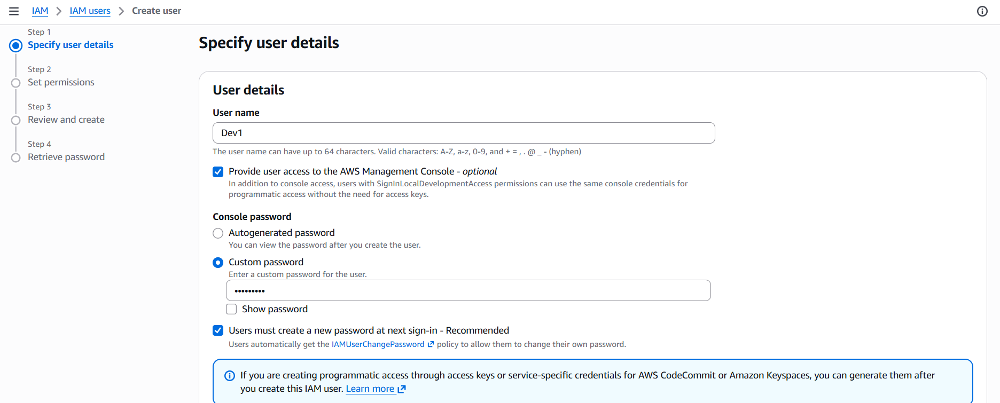 IAM > IAM users > Create user
Step 1
Specify user details
Step 2
Set permissions
Step 3
Review and create
Step 4
Retrieve password
Specify user details
User details
User name
Dev1
The user name can have up to 64 characters. Valid characters: A-Z, a-z, 0-9, and + = , . @ _ - (hyphen)
Provide user access to the AWS Management Console - optional
In addition to console access, users with SignInLocalDevelopmentAccess permissions can use the same console credentials for
programmatic access without the need for access keys.
Console password
Autogenerated password
You can view the password after you create the user.
Custom password
Enter a custom password for the user.
•••••••••
Show password
Users must create a new password at next sign-in - Recommended
Users automatically get the IAMUserChangePassword policy to allow them to change their own password.
If you are creating programmatic access through access keys or service-specific credentials for AWS CodeCommit or Amazon Keyspaces, you can generate them after
you create this IAM user. Learn more